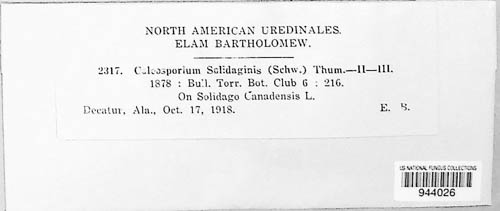 NORTH AMERICAN UREDINALES.
ELAM BARTHOLOMEW.
2317. Coleosporium Solidaginis (Schw.) Thum.—II—III.
1878 : Bull. Torr. Bot. Club 6 : 216.
On Solidago Canadensis L.
Decatur, Ala., Oct. 17, 1918. E. B.
US NATIONAL FUNGUS COLLECTIONS
944026